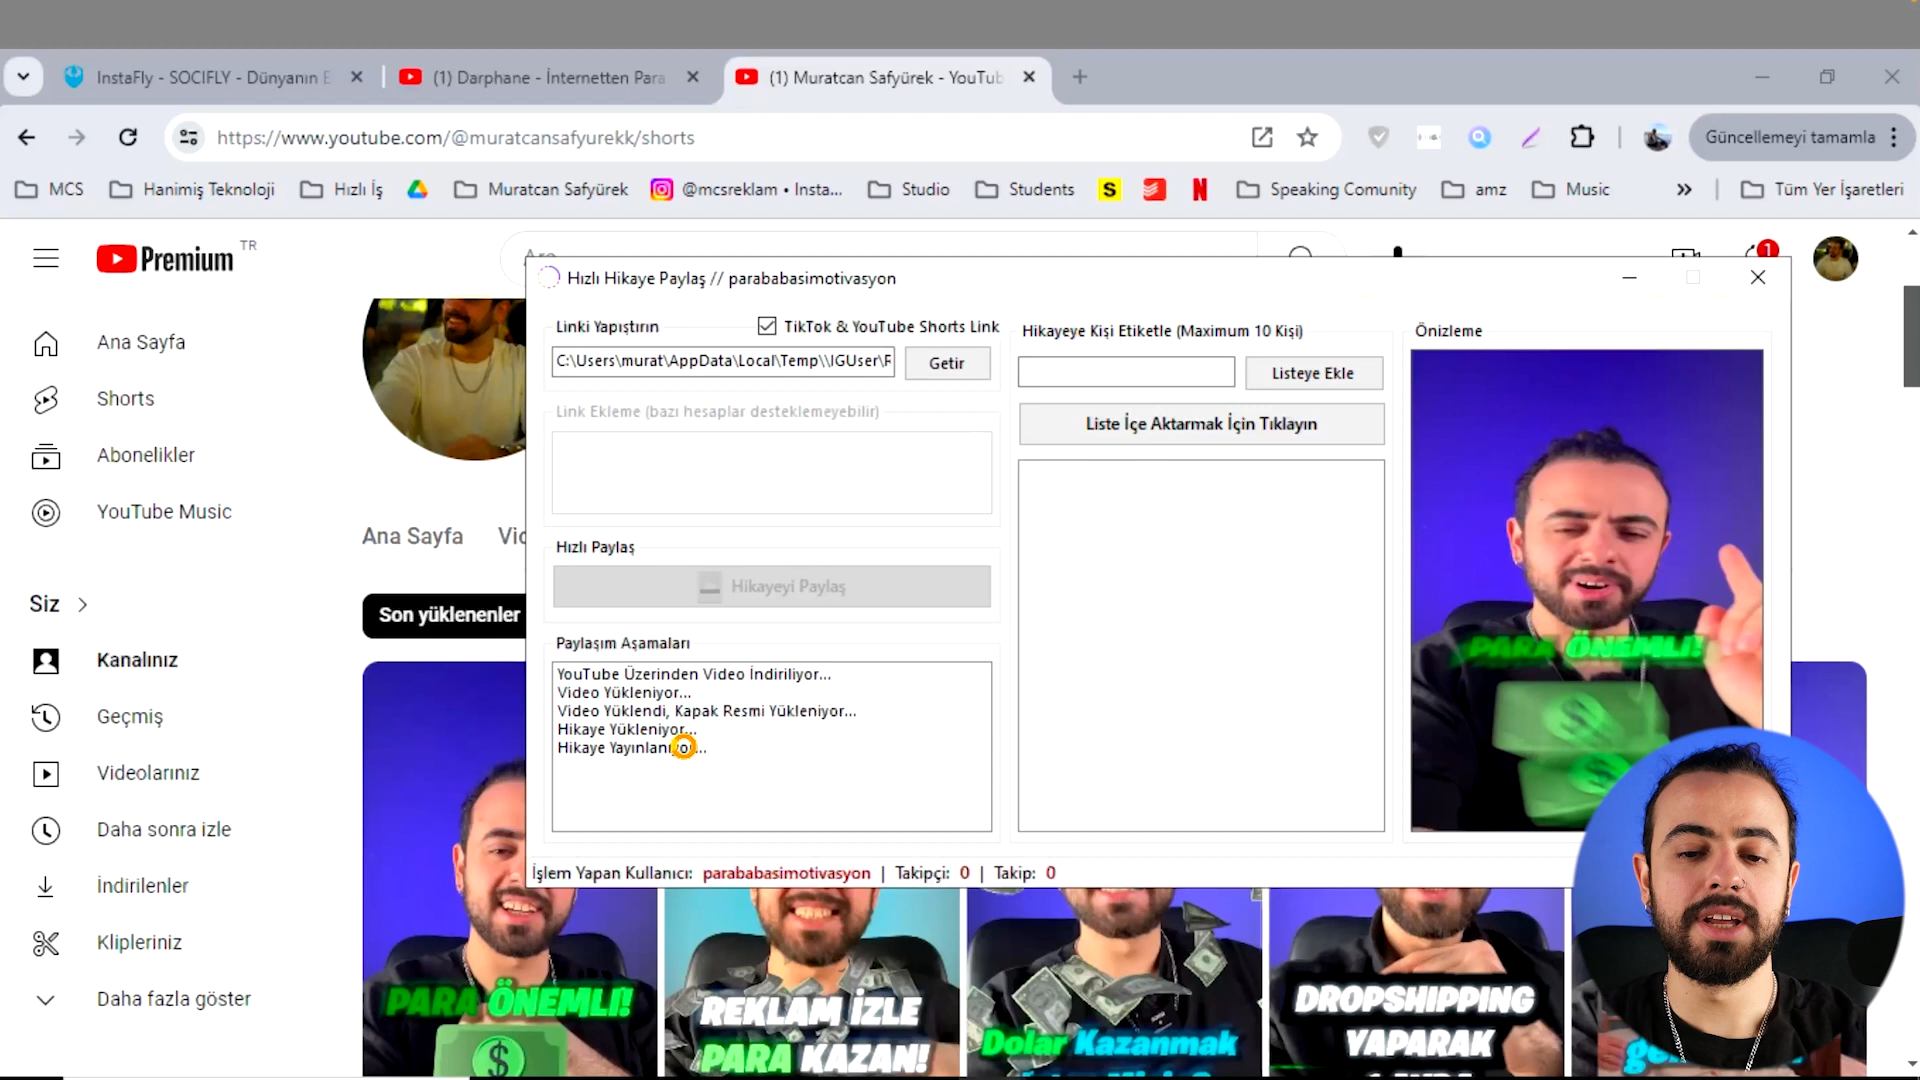 InstaFly - SOCIFLY - Dünyanın E
(1) Darphane - İnternetten Para
(1) Muratcan Safyürek - YouTub
https://www.youtube.com/@muratcansafyurekk/shorts
Güncellemeyi tamamla
MCS
Hanimiş Teknoloji
Hızlı İş
Muratcan Safyürek
@mcsreklam • Insta...
Studio
Students
S
N
Speaking Comunity
amz
Music
»
Tüm Yer İşaretleri
Premium TR
1
Hızlı Hikaye Paylaş // parababasimotivasyon
Ana Sayfa
Shorts
Abonelikler
YouTube Music
Siz
Kanalınız
Geçmiş
Videolarınız
Daha sonra izle
İndirilenler
Klipleriniz
Daha fazla göster
Ana Sayfa
Son yüklenenler
Linki Yapıştırın
TikTok & YouTube Shorts Link
C:\Users\murat\AppData\Local\Temp\\IGUser\R
Getir
Link Ekleme (bazı hesaplar desteklemeyebilir)
Hızlı Paylaş
Hikayeyi Paylaş
Paylaşım Aşamaları
YouTube Üzerinden Video İndiriliyor...
Video Yükleniyor...
Video Yüklendi, Kapak Resmi Yükleniyor...
Hikaye Yükleniyor...
Hikaye Yayınlanıyor...
Hikayeye Kişi Etiketle (Maximum 10 Kişi)
Listeye Ekle
Liste İçe Aktarmak İçin Tıklayın
Önizleme
PARA ÖNEMLİ!
İşlem Yapan Kullanıcı: parababasimotivasyon | Takipçi: 0 | Takip: 0
PARA ÖNEMLİ!
REKLAM İZLE
PARA KAZAN!
Dolar Kazanmak
DROPSHIPPING
YAPARAK